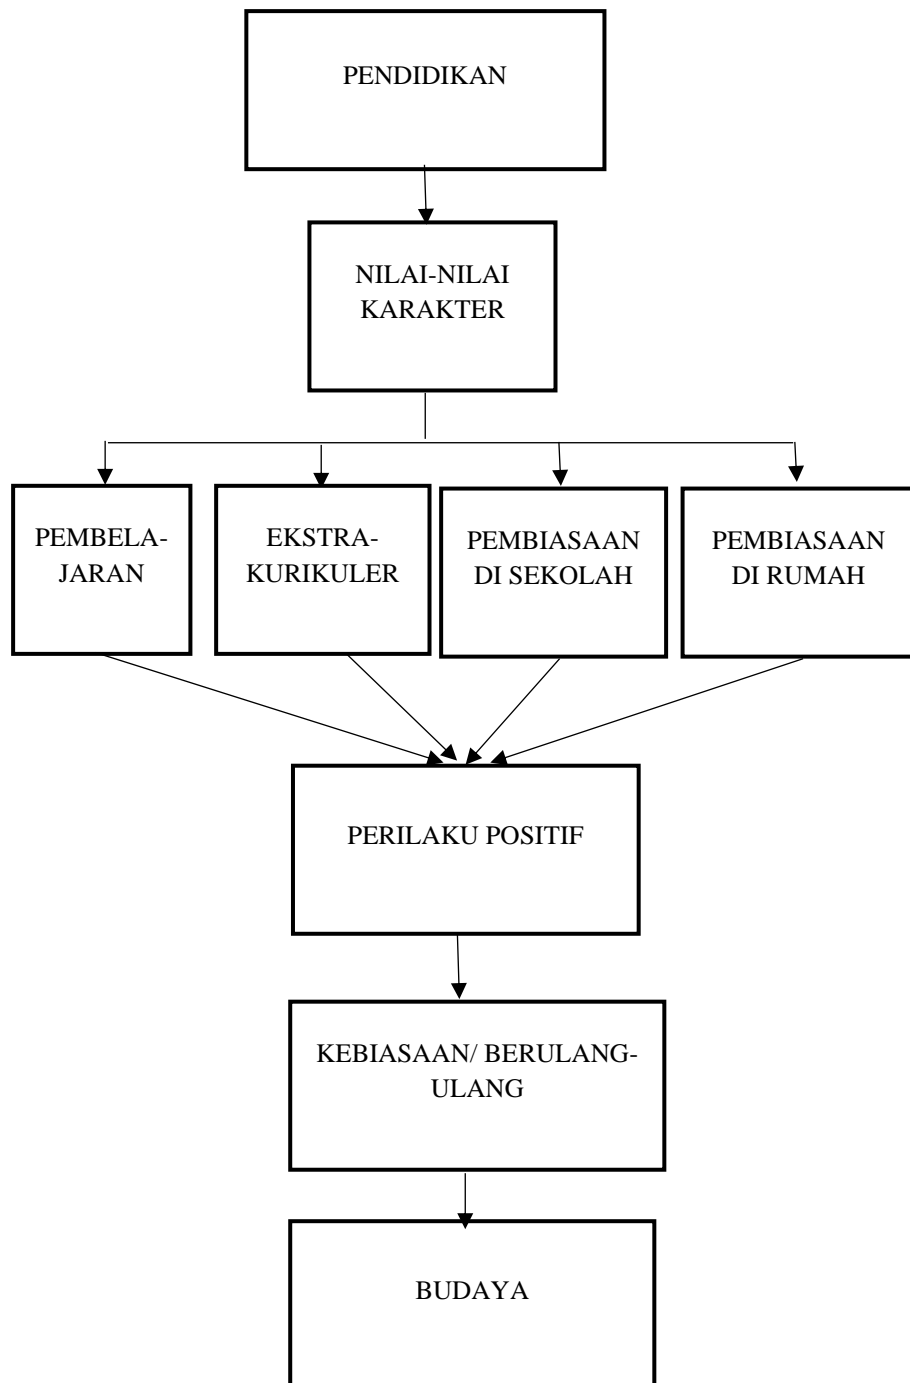 PENDIDIKAN
NILAI-NILAI
KARAKTER
PEMBELA-
JARAN
EKSTRA-
KURIKULER
PEMBIASAAN
DI SEKOLAH
PEMBIASAAN
DI RUMAH
PERILAKU POSITIF
KEBIASAAN/ BERULANG-
ULANG
BUDAYA